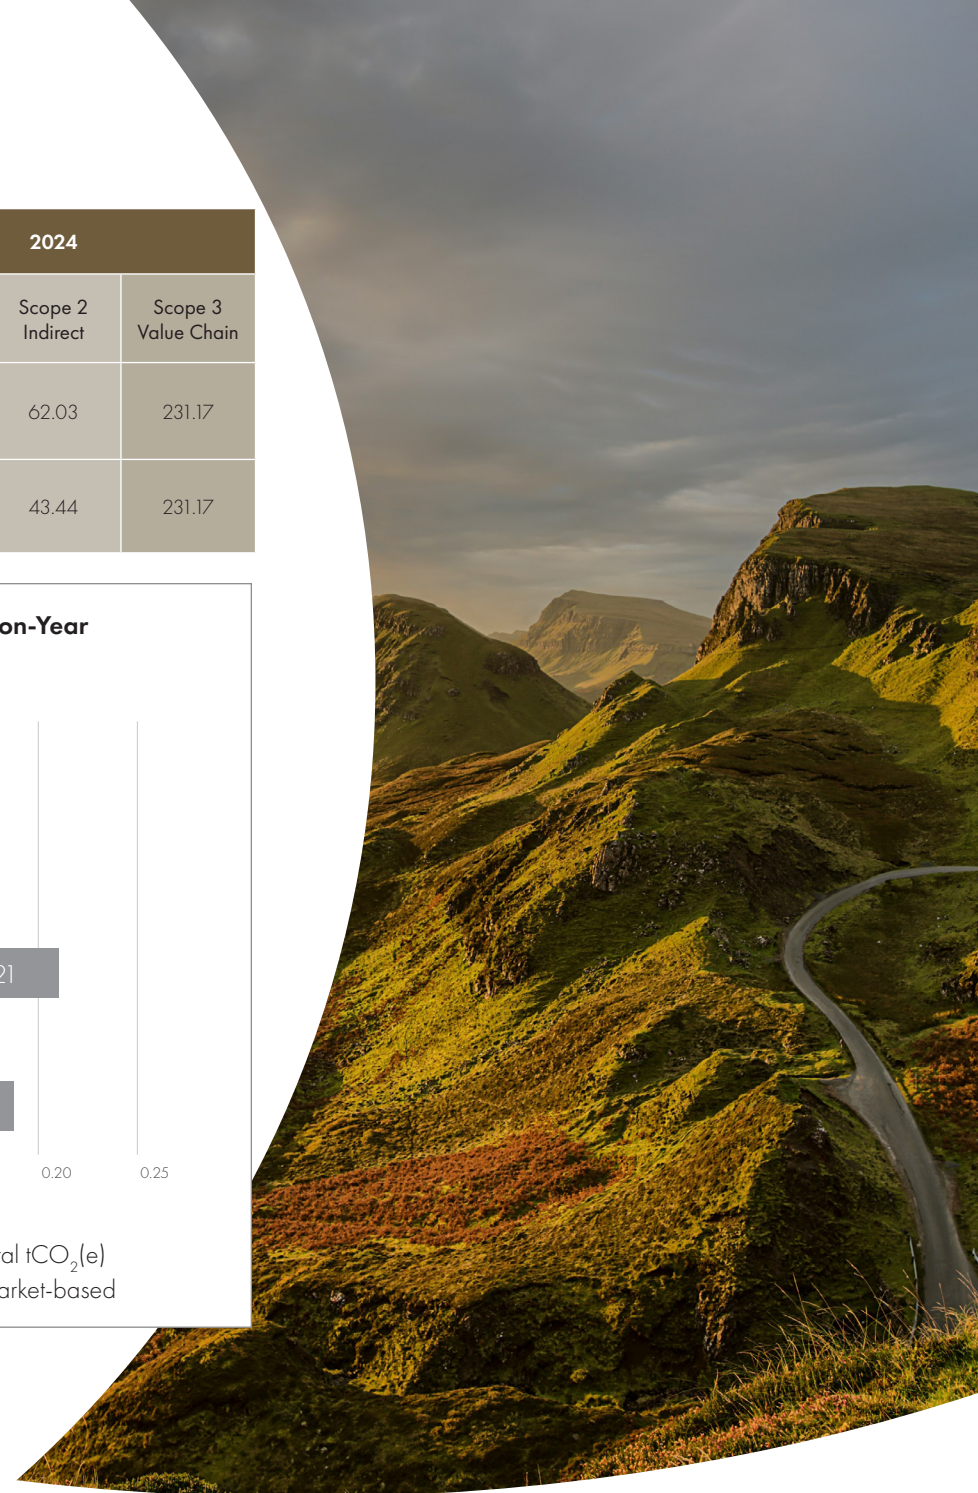 2024
Scope 2 Scope 3
Indirect Value Chain
62.03 231.17
43.44 231.17
on-Year
21
0.20 0.25
al tCO₂(e)
arket-based